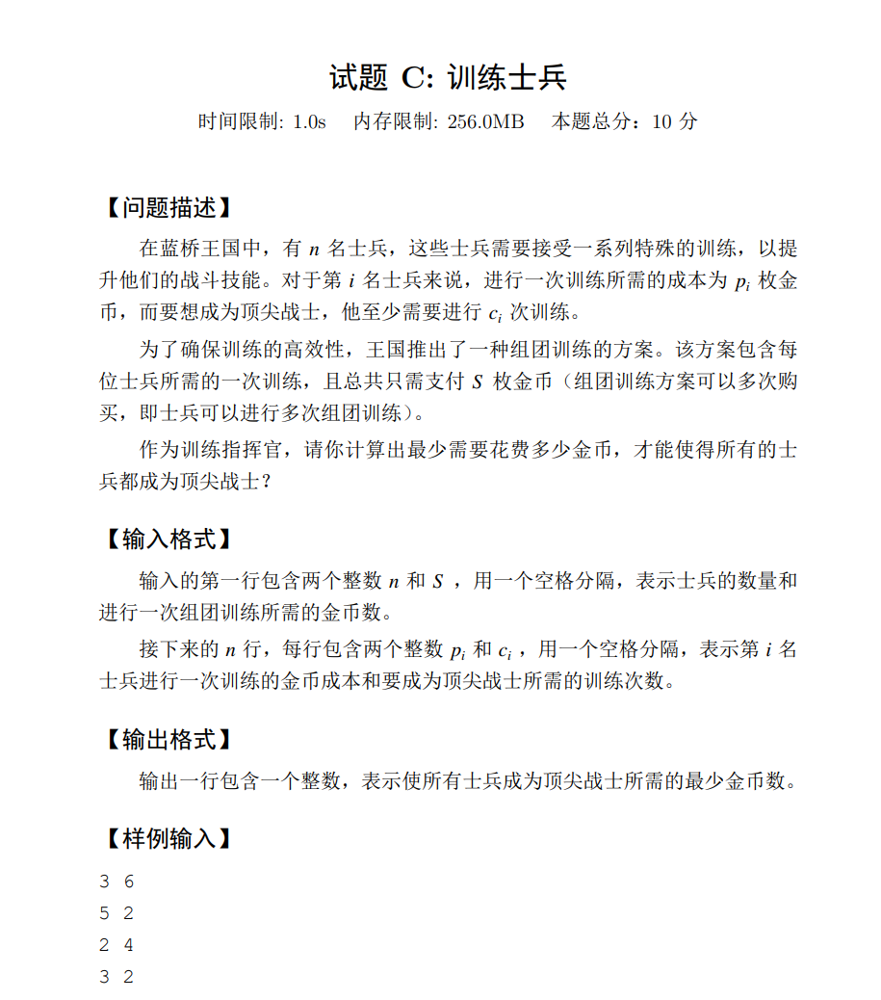 试题 C: 训练士兵
时间限制: 1.0s 内存限制: 256.0MB 本题总分：10 分
【问题描述】
在蓝桥王国中，有 n 名士兵，这些士兵需要接受一系列特殊的训练，以提
升他们的战斗技能。对于第 i 名士兵来说，进行一次训练所需的成本为 pi 枚金
币，而要想成为顶尖战士，他至少需要进行 ci 次训练。
为了确保训练的高效性，王国推出了一种组团训练的方案。该方案包含每
位士兵所需的一次训练，且总共只需支付 S 枚金币（组团训练方案可以多次购
买，即士兵可以进行多次组团训练）。
作为训练指挥官，请你计算出最少需要花费多少金币，才能使得所有的士
兵都成为顶尖战士？
【输入格式】
输入的第一行包含两个整数 n 和 S ，用一个空格分隔，表示士兵的数量和
进行一次组团训练所需的金币数。
接下来的 n 行，每行包含两个整数 pi 和 ci ，用一个空格分隔，表示第 i 名
士兵进行一次训练的金币成本和要成为顶尖战士所需的训练次数。
【输出格式】
输出一行包含一个整数，表示使所有士兵成为顶尖战士所需的最少金币数。
【样例输入】
3 6
5 2
2 4
3 2